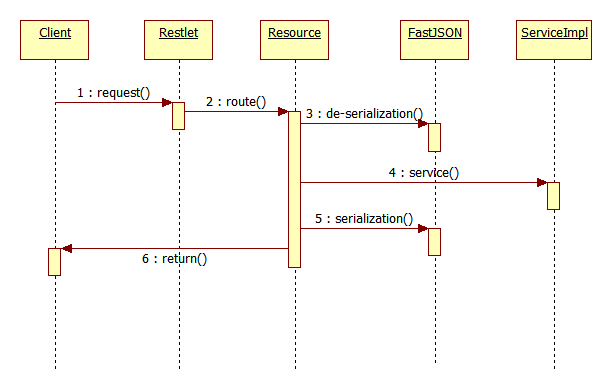 Client
Restlet
Resource
FastJSON
ServiceImpl
1 : request()
2 : route()
3 : de-serialization()
4 : service()
5 : serialization()
6 : return()